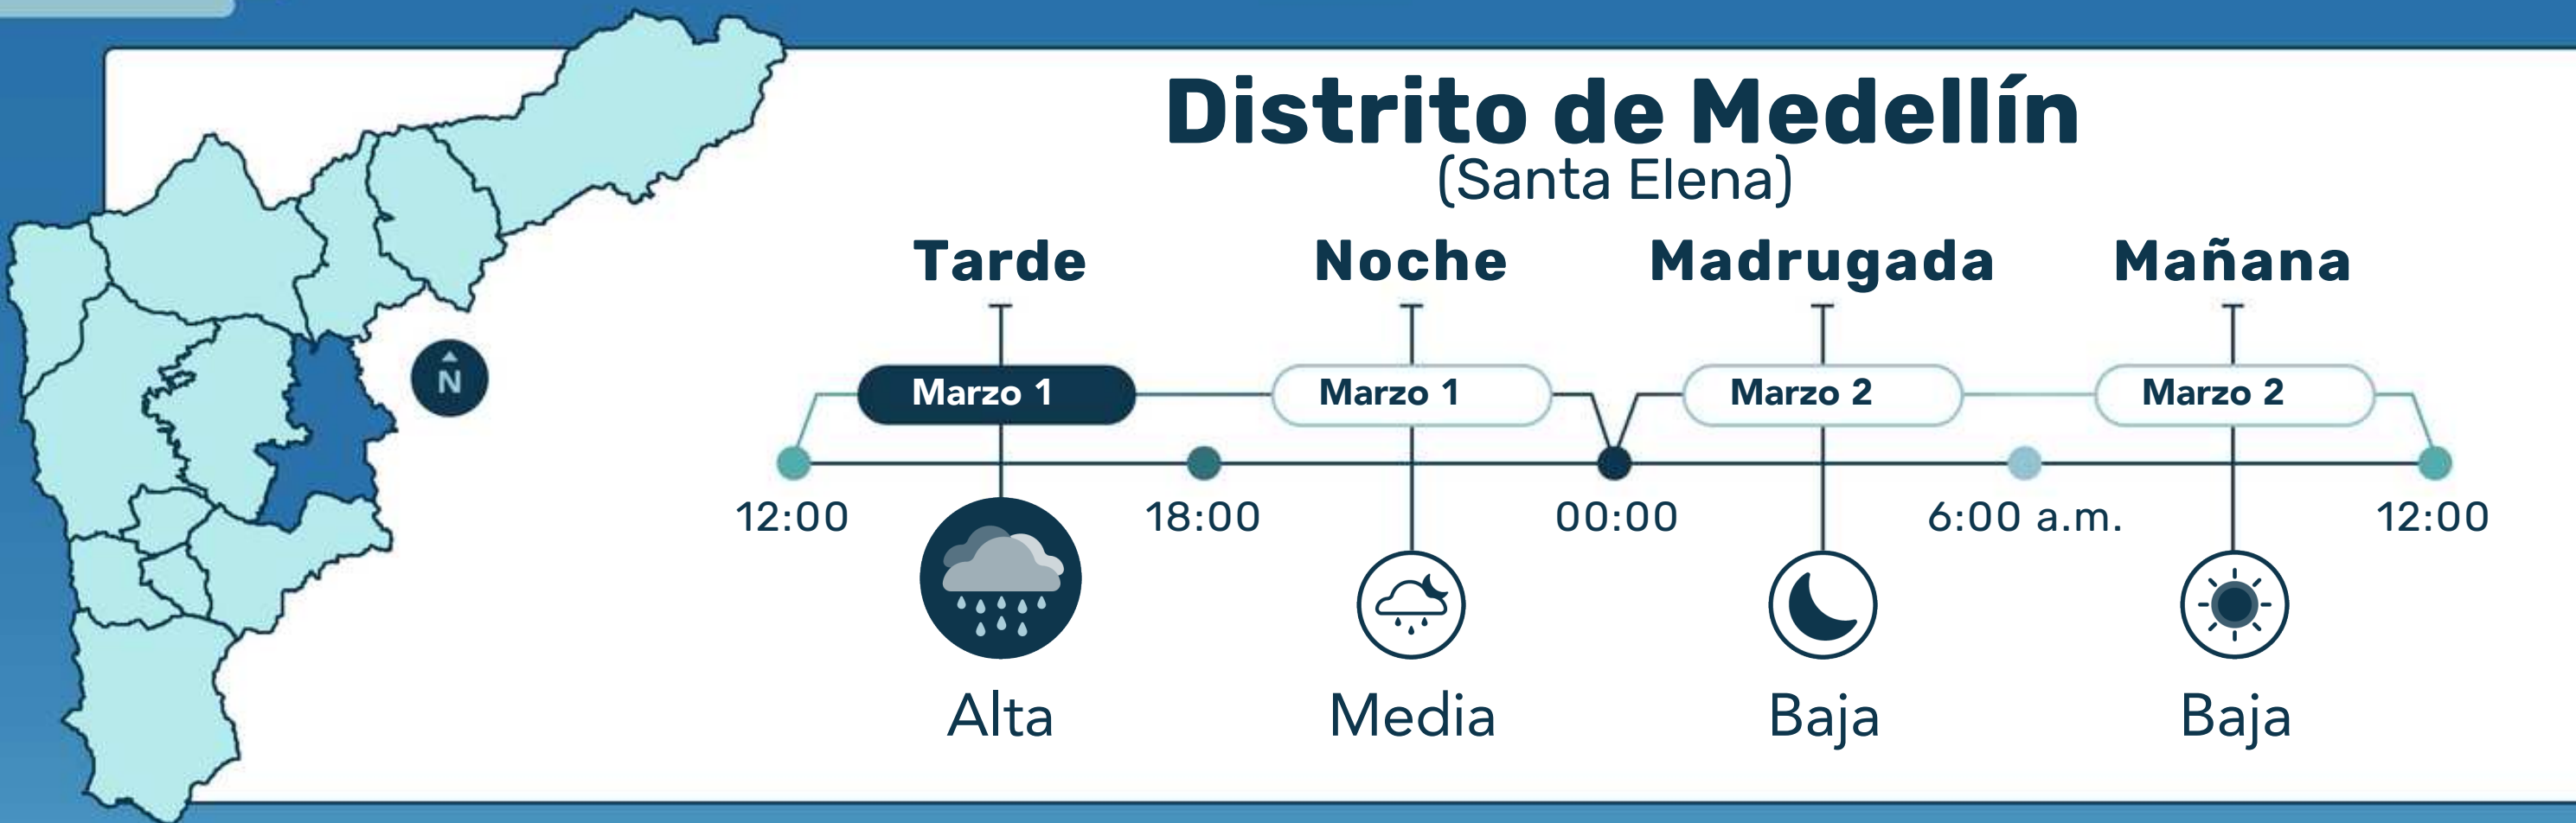 Distrito de Medellín
(Santa Elena)
Tarde Noche Madrugada Mañana
N
Marzo 1 Marzo 1 Marzo 2 Marzo 2
12:00 18:00 00:00 6:00 a.m. 12:00
Alta Media Baja Baja